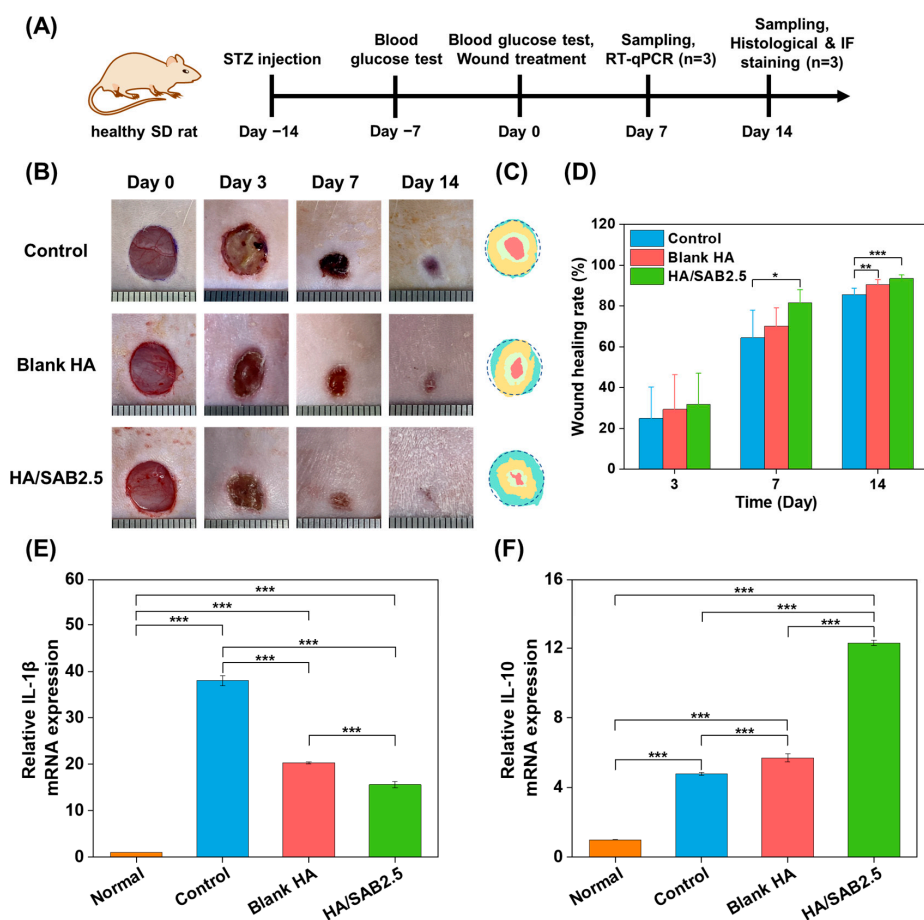 (A)
STZ injection
Blood
glucose test
Blood glucose test,
Wound treatment
Sampling,
RT-qPCR (n=3)
Sampling,
Histological & IF
staining (n=3)
healthy SD rat
Day −14
Day −7
Day 0
Day 7
Day 14
(B)
Day 0
Day 3
Day 7
Day 14
Control
Blank HA
HA/SAB2.5
(C)
(D)
Wound healing rate (%)
120
100
80
60
40
20
0
Control
Blank HA
HA/SAB2.5
*
**
***
3
7
14
Time (Day)
(E)
Relative IL-1β
mRNA expression
60
50
40
30
20
10
0
***
***
***
***
***
***
Normal
Control
Blank HA
HA/SAB2.5
(F)
Relative IL-10
mRNA expression
16
12
8
4
0
***
***
***
***
***
***
Normal
Control
Blank HA
HA/SAB2.5